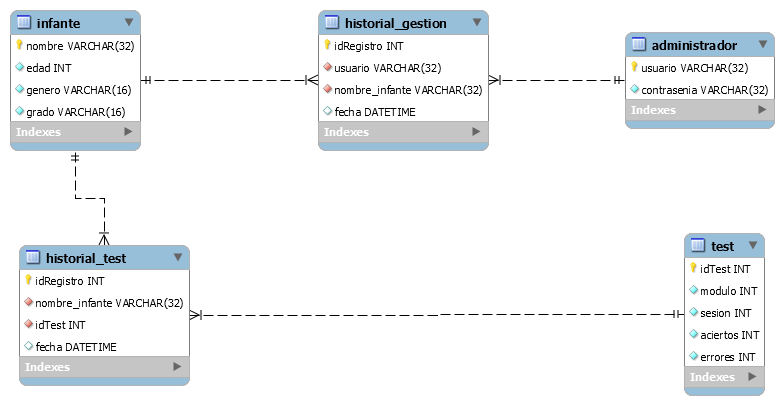 infante
nombre VARCHAR(32)
edad INT
genero VARCHAR(16)
grado VARCHAR(16)
Indexes
historial_gestion
idRegistro INT
usuario VARCHAR(32)
nombre_infante VARCHAR(32)
fecha DATETIME
Indexes
administrador
usuario VARCHAR(32)
contrasenia VARCHAR(32)
Indexes
historial_test
idRegistro INT
nombre_infante VARCHAR(32)
idTest INT
fecha DATETIME
Indexes
test
idTest INT
modulo INT
sesion INT
aciertos INT
errores INT
Indexes